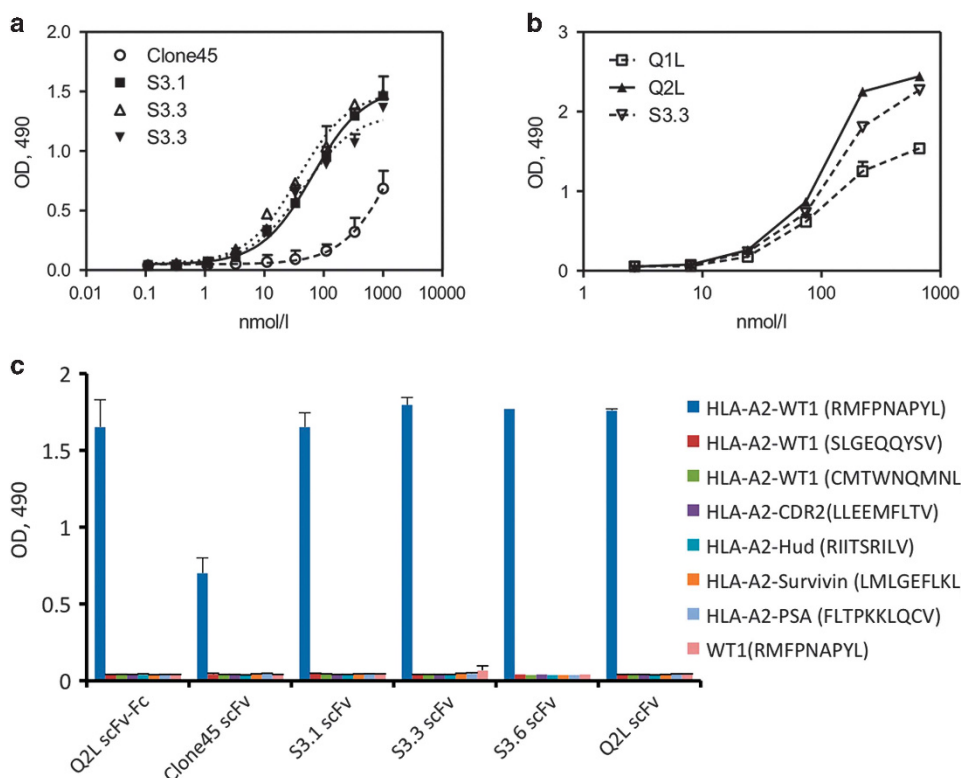 a
2.0
1.5
1.0
0.5
0.0
OD, 490
Clone45
S3.1
S3.3
S3.3
0.01
0.1
1
10
100
1000
10000
nmol/l
b
3
2
1
0
OD, 490
Q1L
Q2L
S3.3
1
10
100
1000
nmol/l
c
2
1.5
1
0.5
0
OD, 490
Q2L scFv-Fc
Clone45 scFv
S3.1 scFv
S3.3 scFv
S3.6 scFv
Q2L scFv
HLA-A2-WT1 (RMFPNAPYL)
HLA-A2-WT1 (SLGEQQYSV)
HLA-A2-WT1 (CMTWNQMNL
HLA-A2-CDR2(LLEEMFLTV)
HLA-A2-Hud (RIITSRILV)
HLA-A2-Survivin (LMLGEFLKL
HLA-A2-PSA (FLTPKKLQCV)
WT1(RMFPNAPYL)